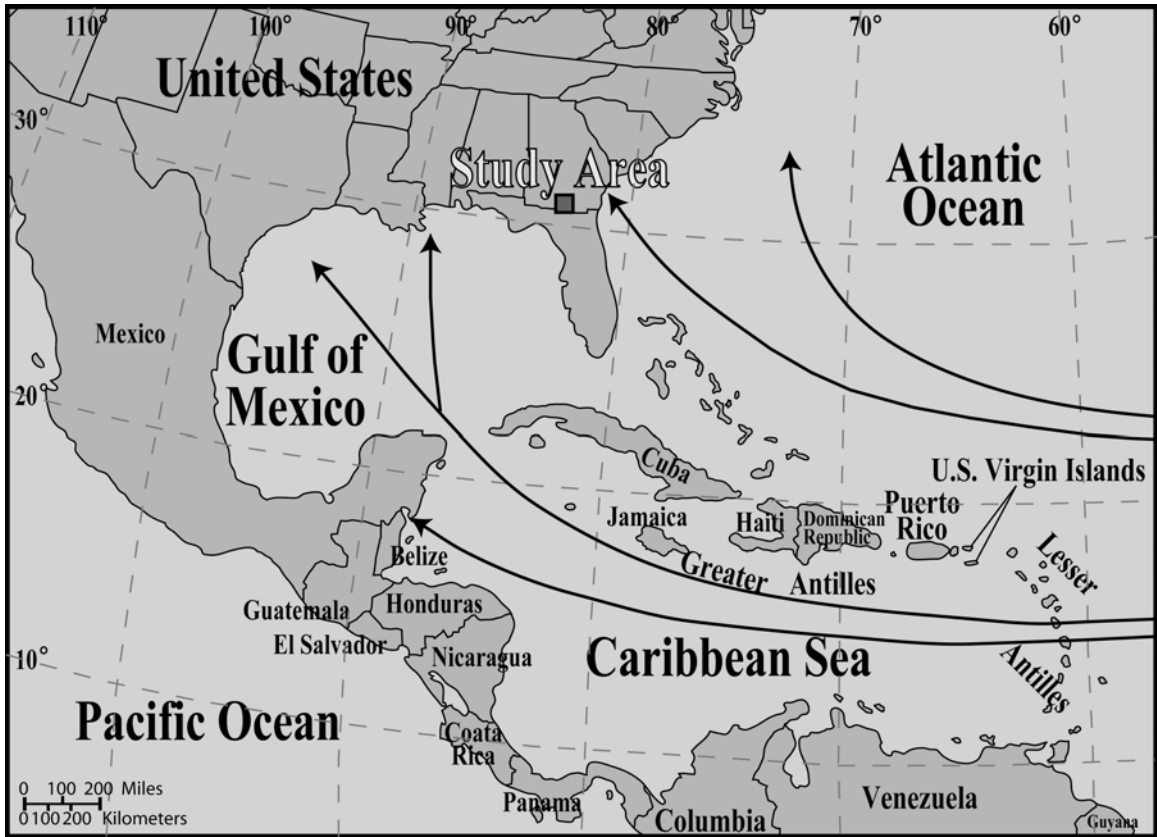 110°
100°
90°
80°
70°
60°
United States
30°
Study Area
Atlantic
Ocean
Mexico
Gulf of
Mexico
20°
Cuba
U.S. Virgin Islands
Puerto
Rico
Jamaica
Haiti
Dominican
Republic
Belize
Greater
Antilles
Lesser
Antilles
Guatemala
Honduras
El Salvador
Nicaragua
Caribbean Sea
10°
Pacific Ocean
Coata
Rica
Panama
Columbia
Venezuela
Guyana
0 100 200 Miles
0 100 200 Kilometers